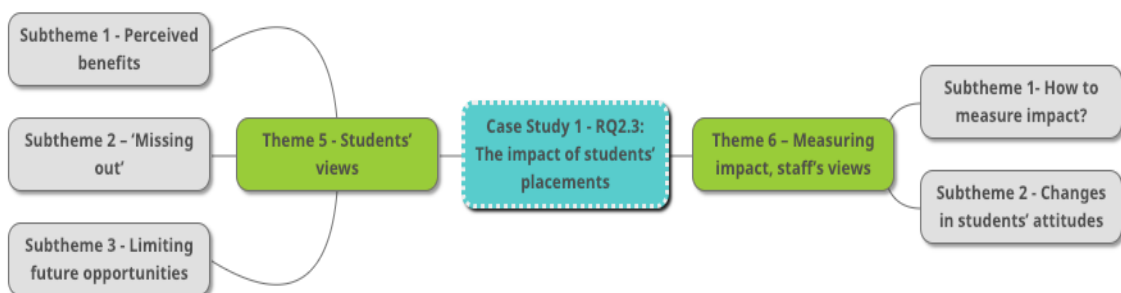 Subtheme 1 - Perceived
benefits
Subtheme 2 – ‘Missing
out’
Subtheme 3 - Limiting
future opportunities
Theme 5 - Students’
views
Case Study 1 - RQ2.3:
The impact of students’
placements
Theme 6 – Measuring
impact, staff’s views
Subtheme 1- How to
measure impact?
Subtheme 2 - Changes
in students’ attitudes